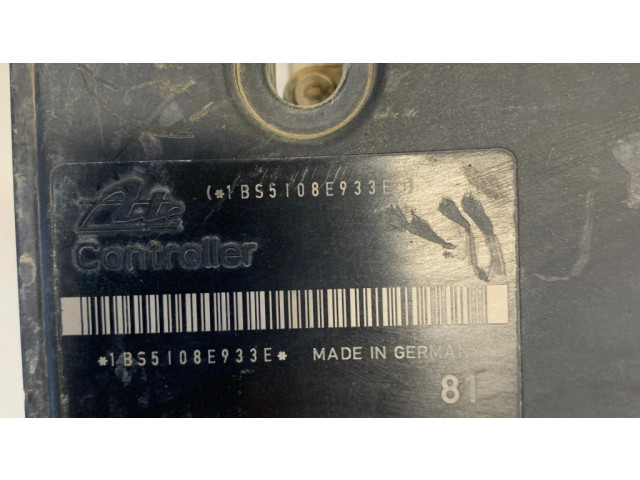 (*1BS5108E933E*)
Ate
Controller
*1BS5108E933E* MADE IN GERMANY
81